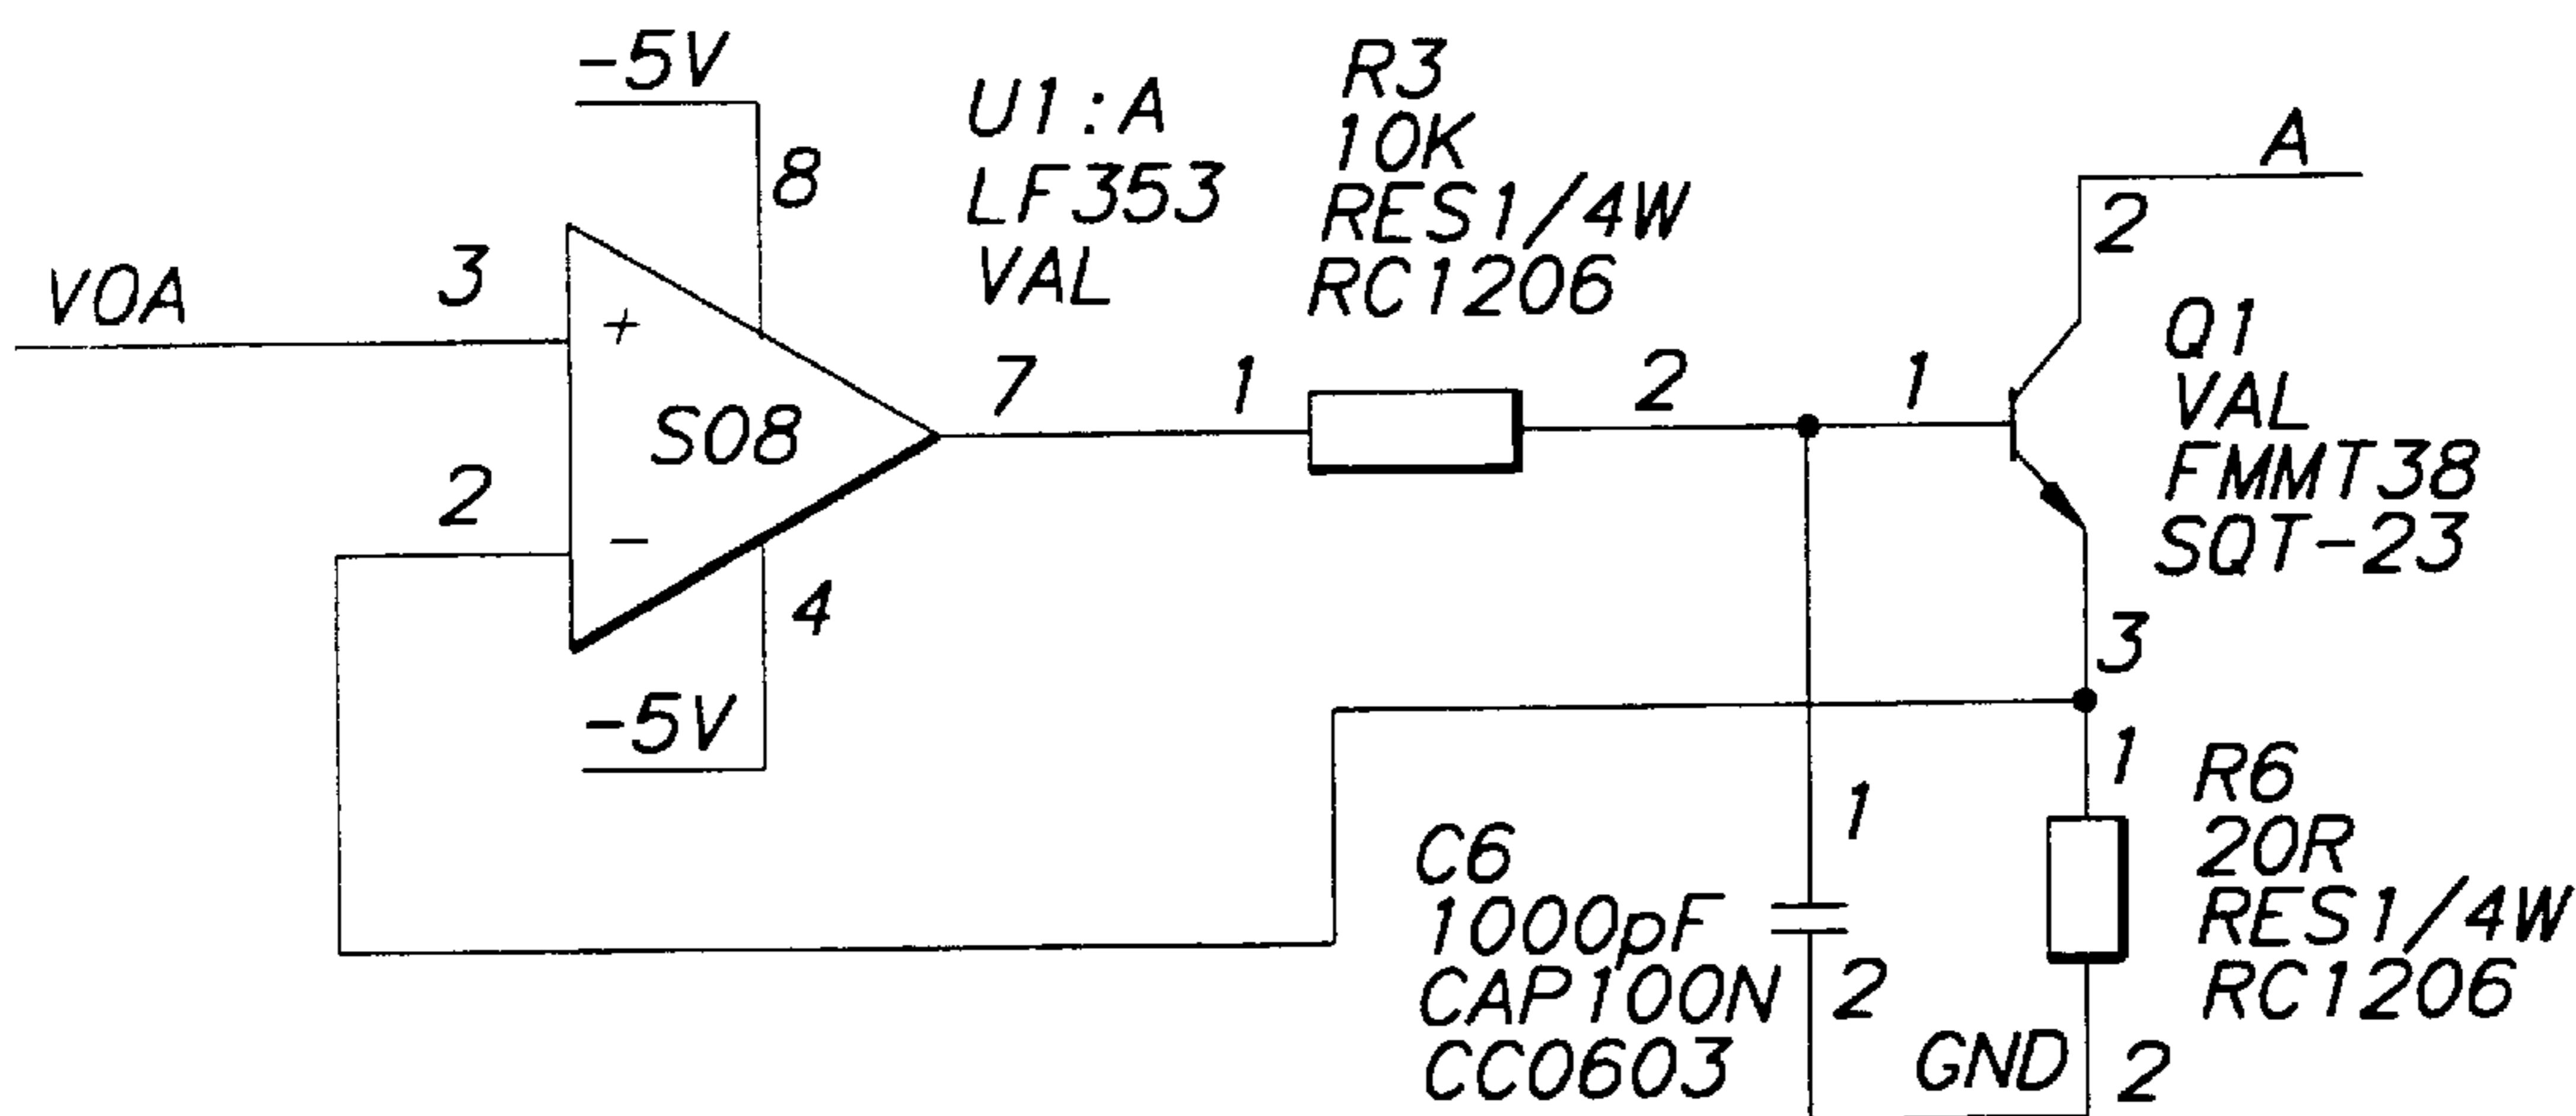 -5V
8
U1:A
LF353
VAL
R3
10K
RES1/4W
RC1206
A
2
VOA
3
+
S08
7
1
2
1
Q1
VAL
FMMT38
SQT-23
2
-
4
-5V
3
1
R6
20R
RES1/4W
RC1206
1
C6
1000pF
CAP100N
CC0603
2
GND
2